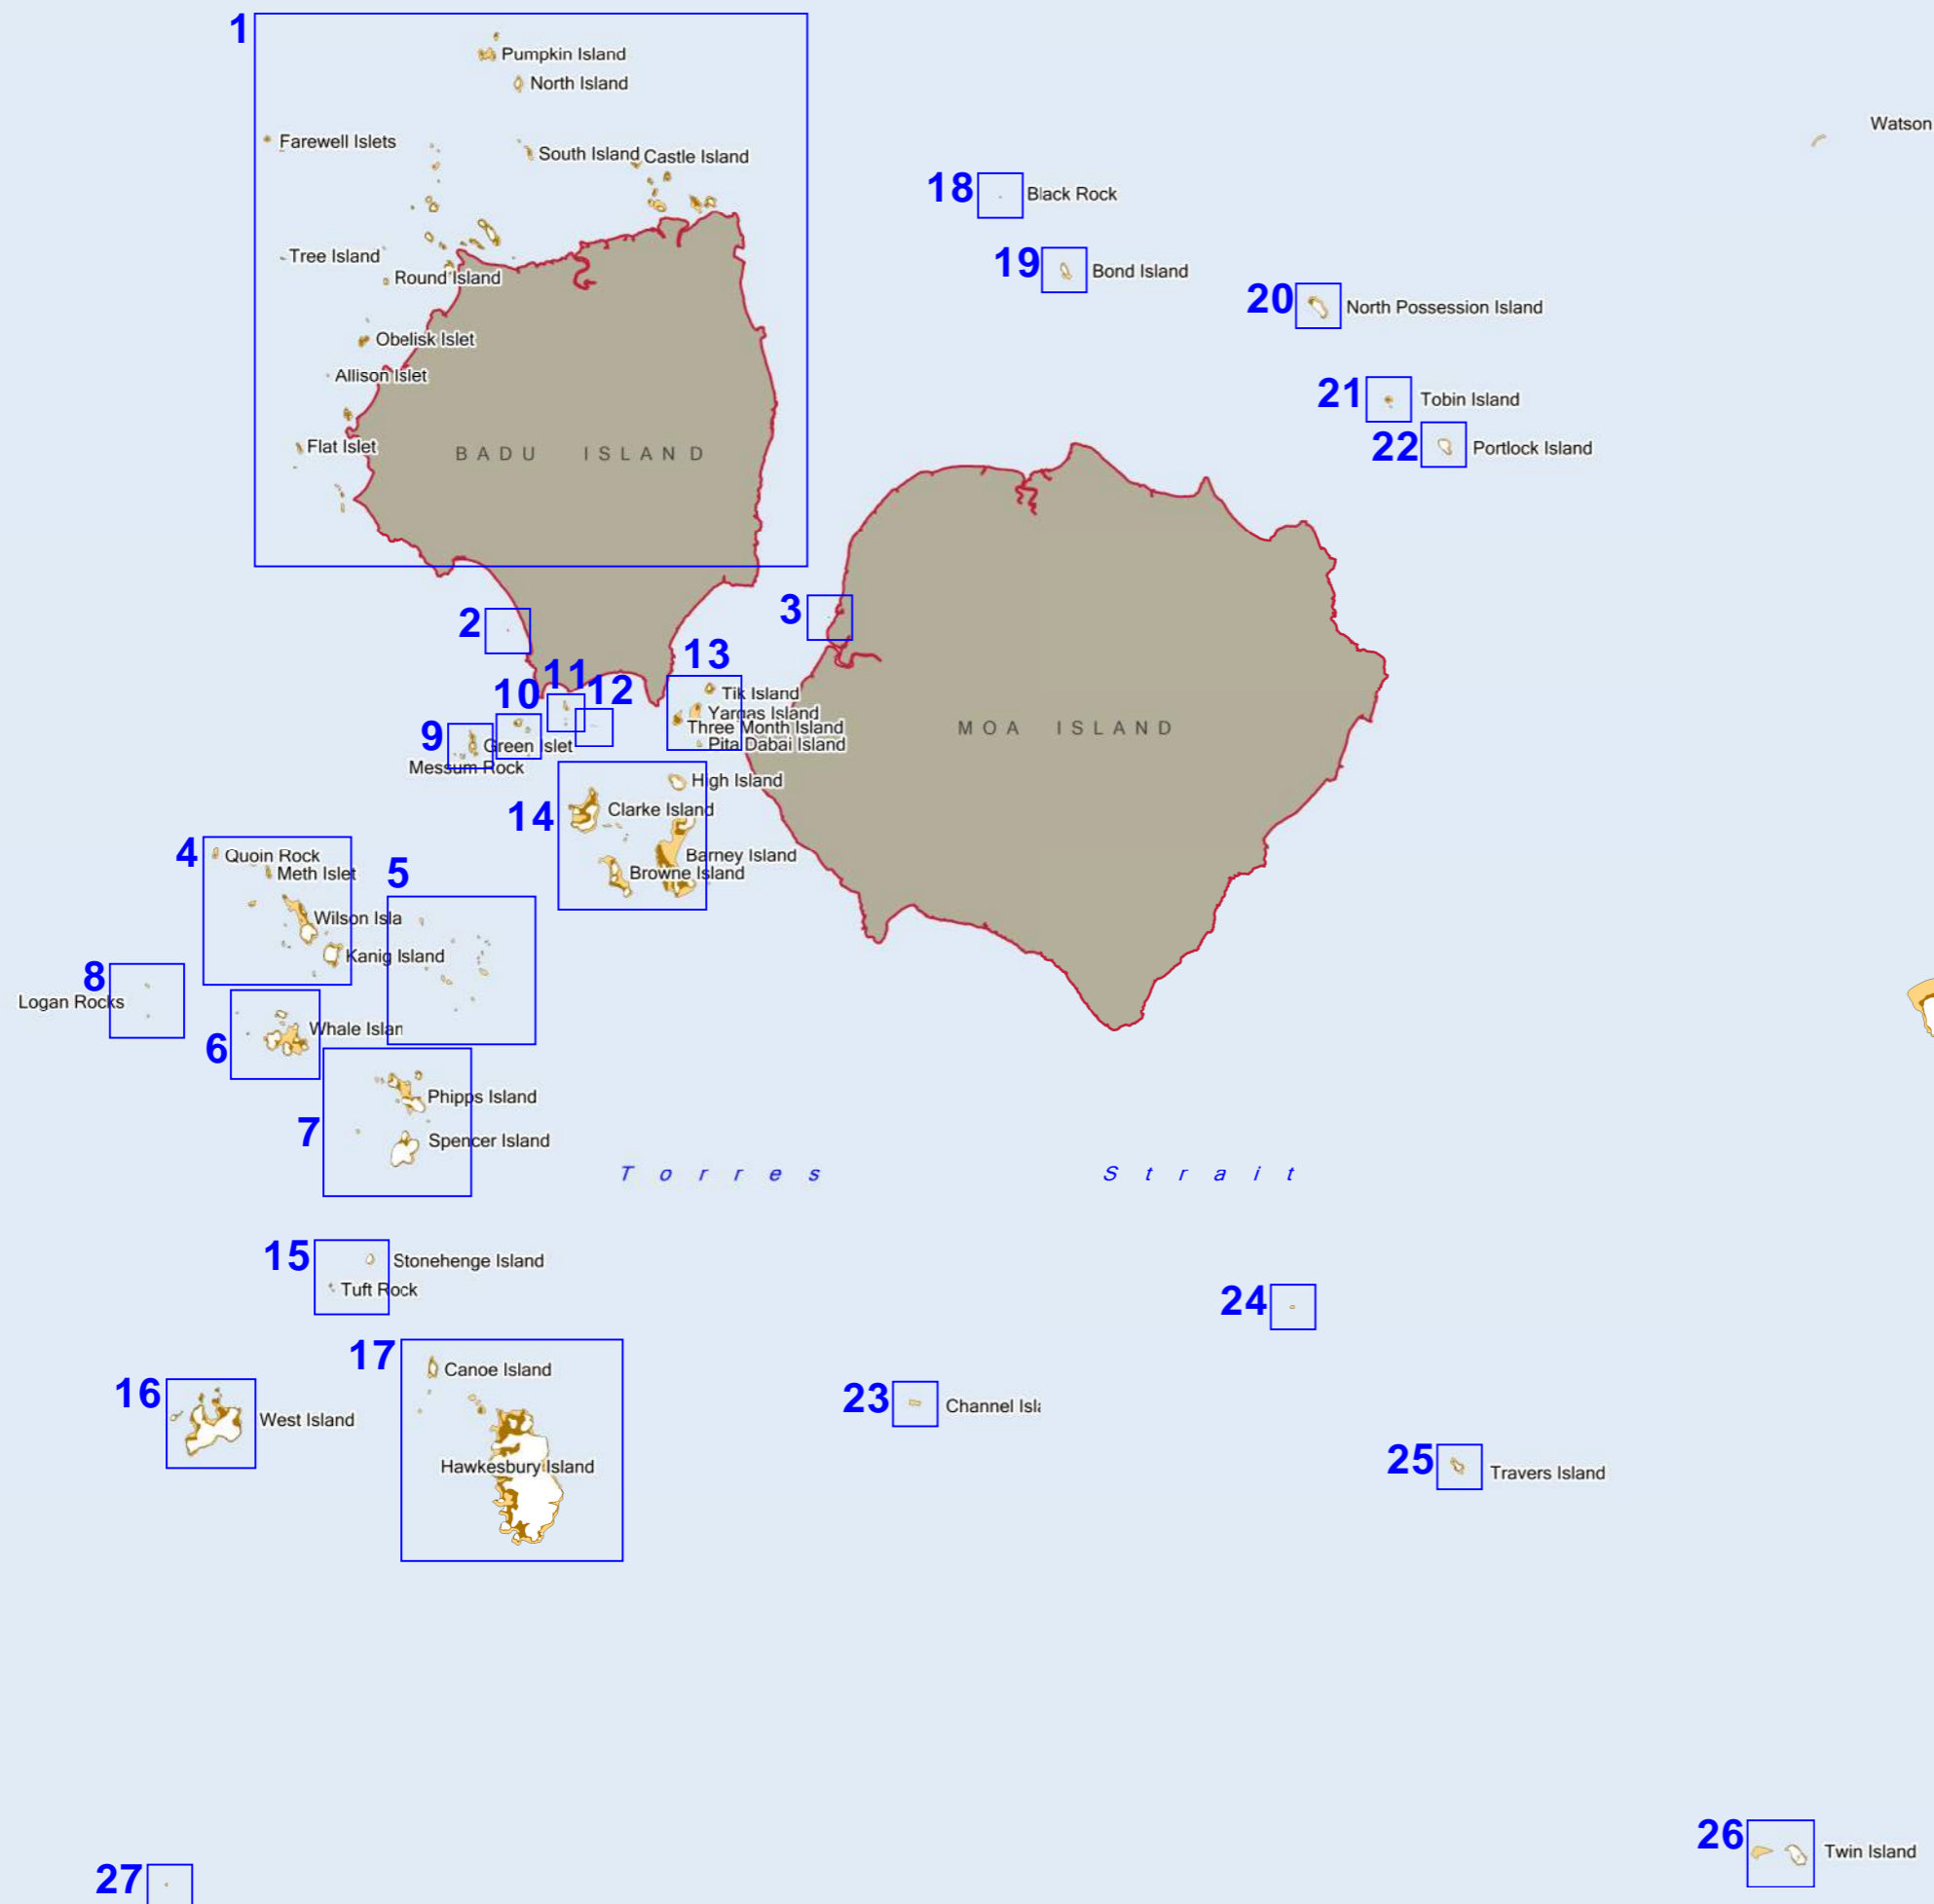 1
Pumpkin Island
North Island
Watson
Farewell Islets
South Island
Castle Island
18
Black Rock
Tree Island
Round Island
19
Bond Island
20
North Possession Island
Obelisk Islet
Allison Islet
21
Tobin Island
Flat Islet
BADU ISLAND
22
Portlock Island
2
3
13
11
10
12
Tik Island
Yargas Island
Three Month Island
Pita Dabai Island
MOA ISLAND
9
Green Islet
Messum Rock
High Island
14
Clarke Island
Barney Island
Browne Island
4
Quoin Rock
Meth Islet
5
Wilson Isla
Kanig Island
8
Logan Rocks
6
Whale Islan
7
Phipps Island
Spencer Island
Torres Strait
15
Stonehenge Island
Tuft Rock
24
17
Canoe Island
16
West Island
23
Channel Isla
Hawkesbury Island
25
Travers Island
26
Twin Island
27